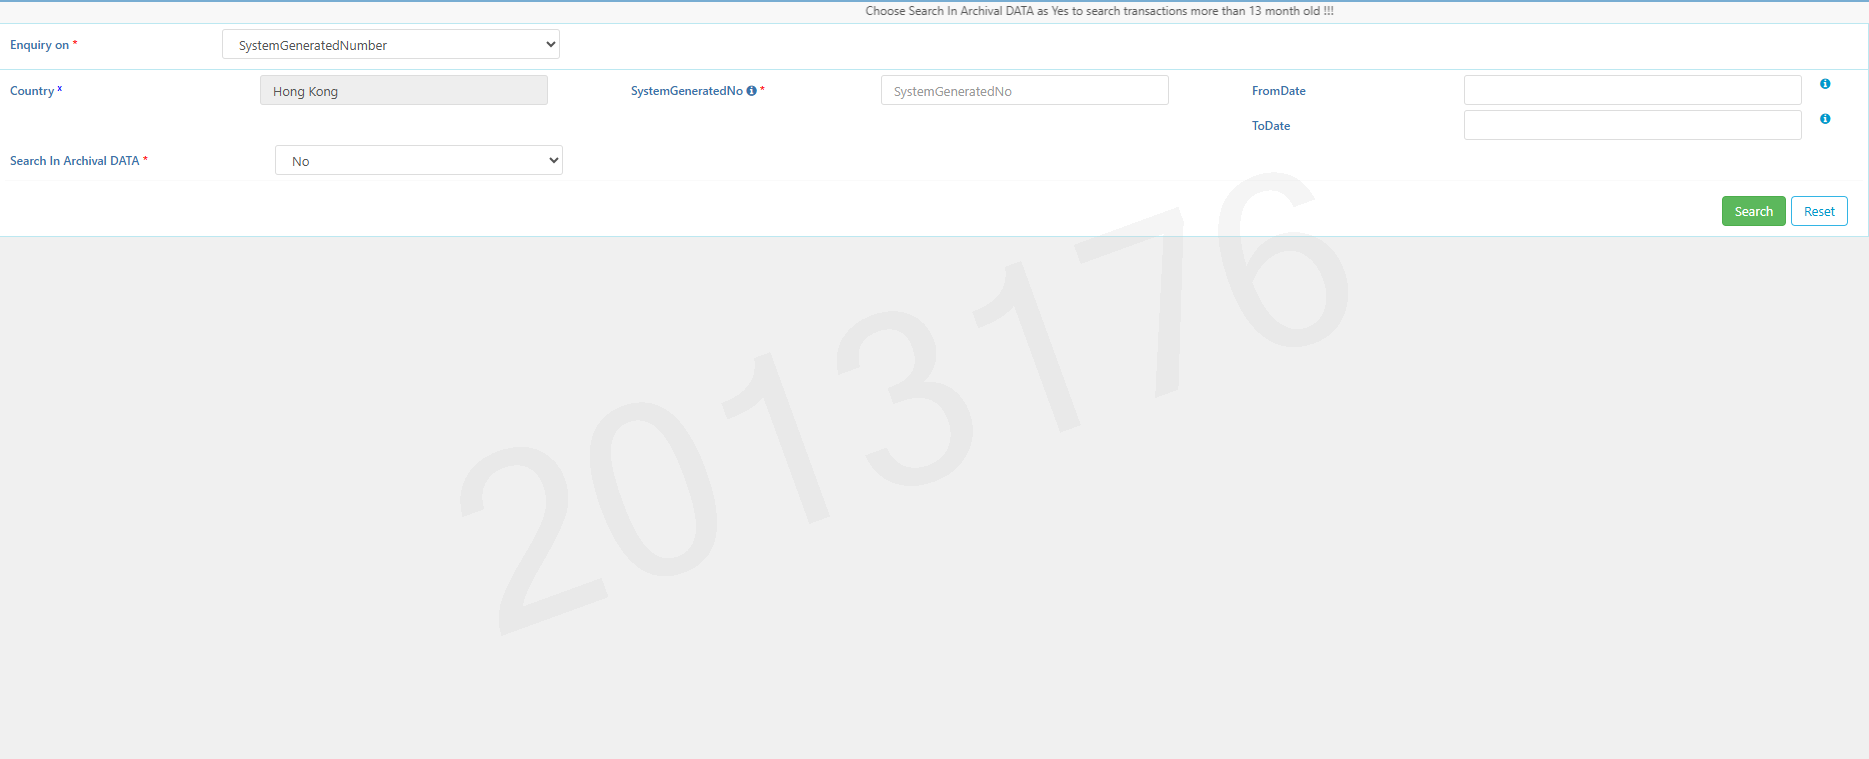 Choose Search In Archival DATA as Yes to search transactions more than 13 month old !!!
Enquiry on * SystemGeneratedNumber
Country x Hong Kong SystemGeneratedNo * SystemGeneratedNo FromDate
ToDate
Search In Archival DATA * No
Search Reset
2013176